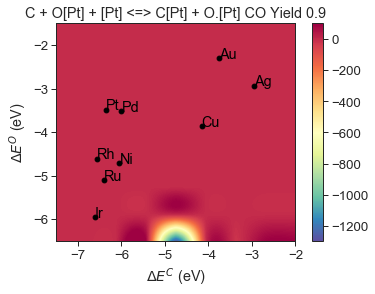 C + O[Pt] + [Pt] <=> C[Pt] + O.[Pt] CO Yield 0.9
ΔE^O (eV)
−2
−3
−4
−5
−6
Au
Ag
Pt
Pd
Cu
Rh
Ni
Ru
Ir
−7
−6
−5
−4
−3
−2
ΔE^C (eV)
0
−200
−400
−600
−800
−1000
−1200